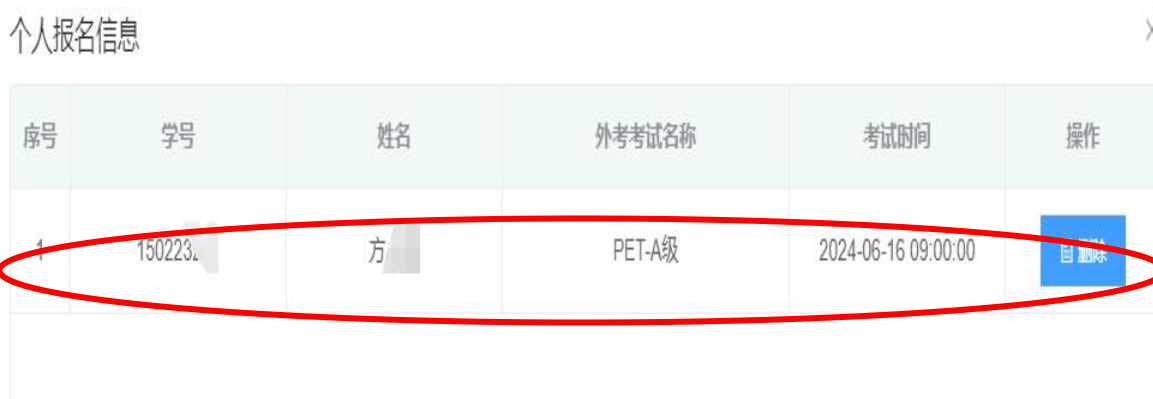 个人报名信息
序号 学号 姓名 外考考试名称 考试时间 操作
1 150223 方 PET-A级 2024-06-16 09:00:00 删除